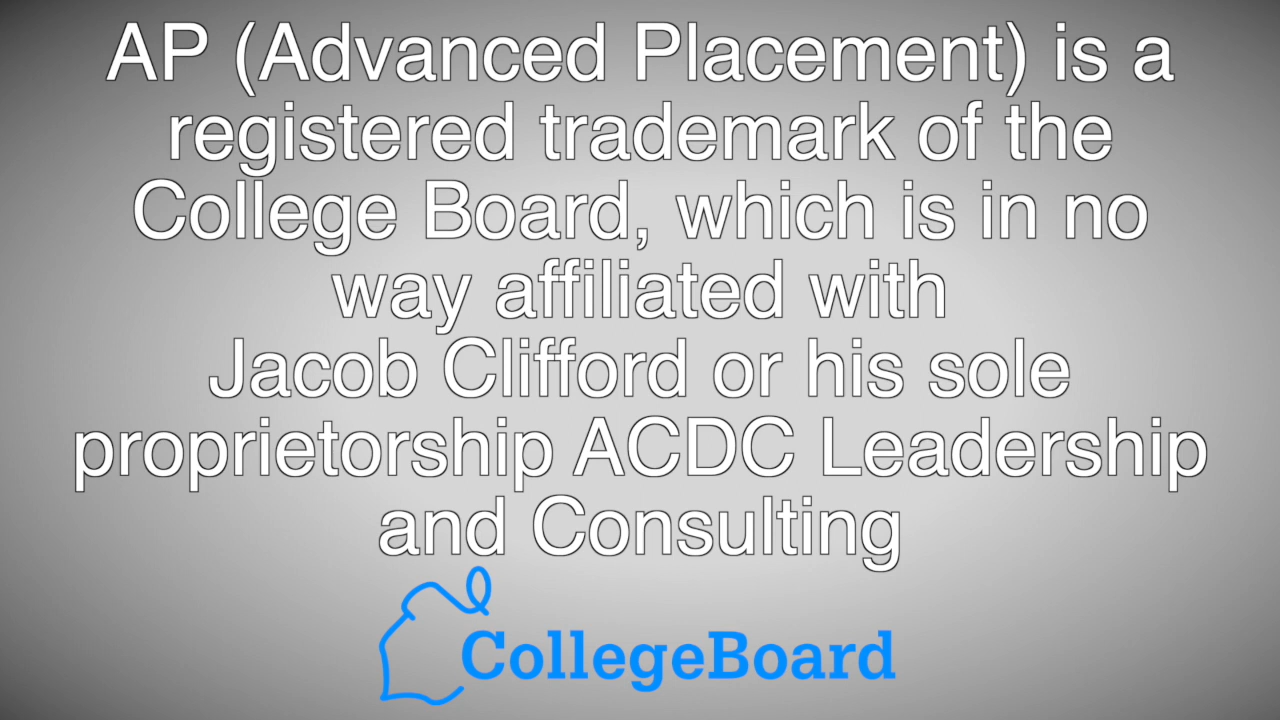 AP (Advanced Placement) is a
registered trademark of the
College Board, which is in no
way affiliated with
Jacob Clifford or his sole
proprietorship ACDC Leadership
and Consulting
CollegeBoard